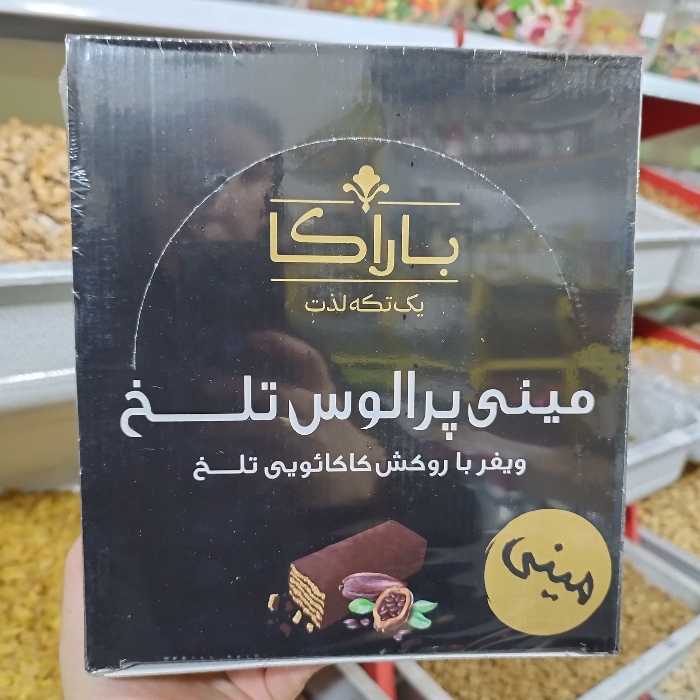 باراکا
یک تکه لذت
مینی پرالوس تلخ
ویفر با روکش کاکائویی تلخ
مینی